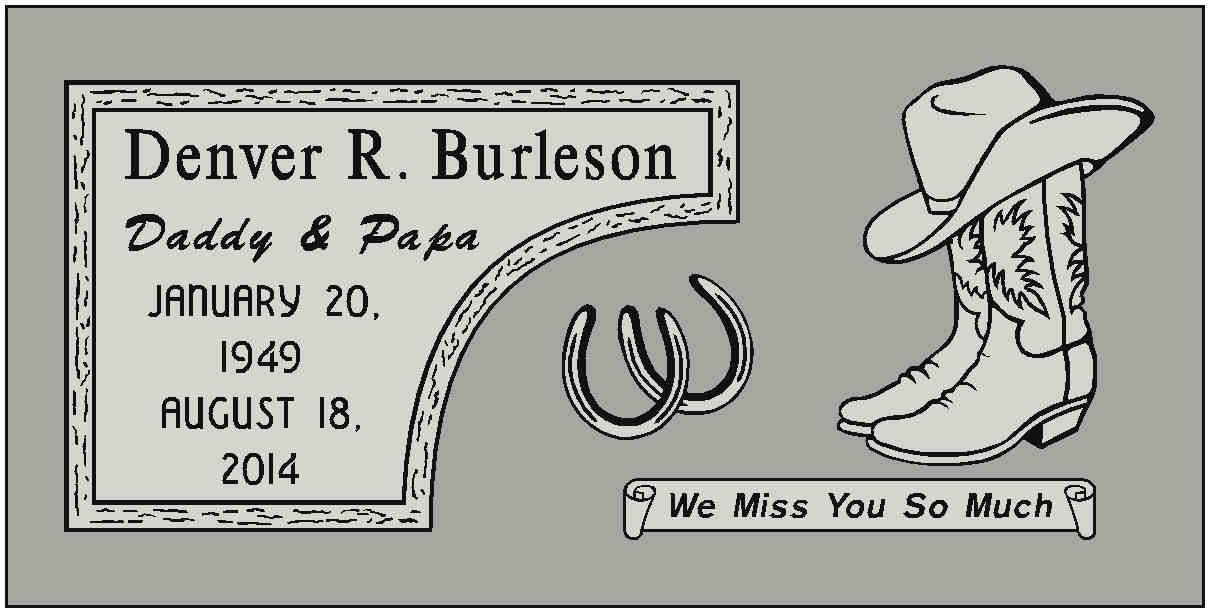 Denver R. Burleson
Daddy & Papa
JANUARY 20,
1949
AUGUST 18,
2014
We Miss You So Much